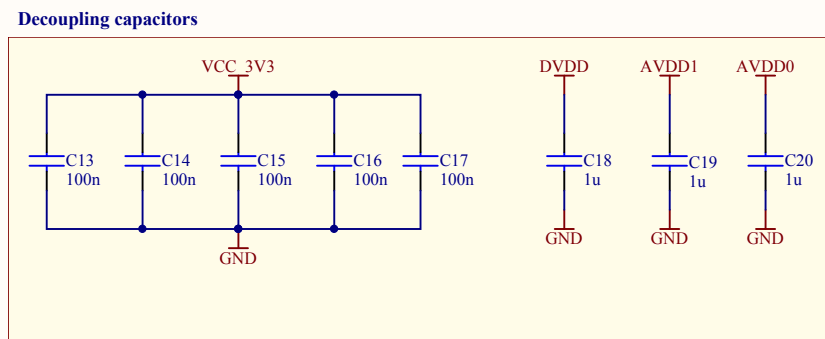 Decoupling capacitors
VCC_3V3
DVDD
AVDD1
AVDD0
C13
100n
C14
100n
C15
100n
C16
100n
C17
100n
C18
1u
C19
1u
C20
1u
GND
GND
GND
GND